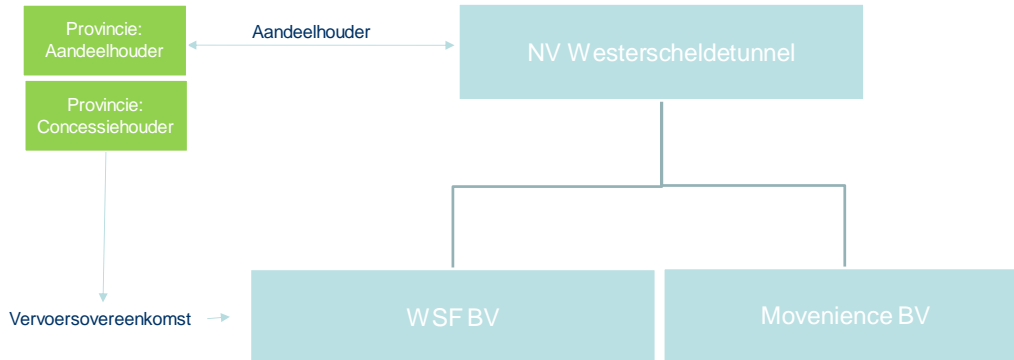 Provincie:
Aandeelhouder
Aandeelhouder
NV Westerscheldetunnel
Provincie:
Concessiehouder
Vervoersovereenkomst
WSF BV
Movenience BV